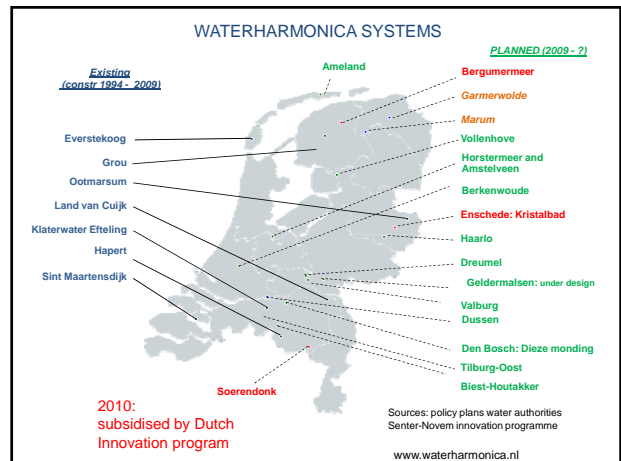 WATERHARMONICA SYSTEMS
PLANNED (2009 - ?)
Existing
(constr 1994 - 2009)
Ameland
Bergumermeer
Garmerwolde
Marum
Everstekoog
Vollenhove
Grou
Horstermeer and
Amstelveen
Ootmarsum
Berkenwoude
Land van Cuijk
Enschede: Kristalbad
Klaterwater Efteling
Haarlo
Hapert
Dreumel
Sint Maartensdijk
Geldermalsen: under design
Valburg
Dussen
Den Bosch: Dieze monding
Tilburg-Oost
Soerendonk
Biest-Houtakker
2010:
subsidised by Dutch
Innovation program
Sources: policy plans water authorities
Senter-Novem innovation programme
www.waterharmonica.nl